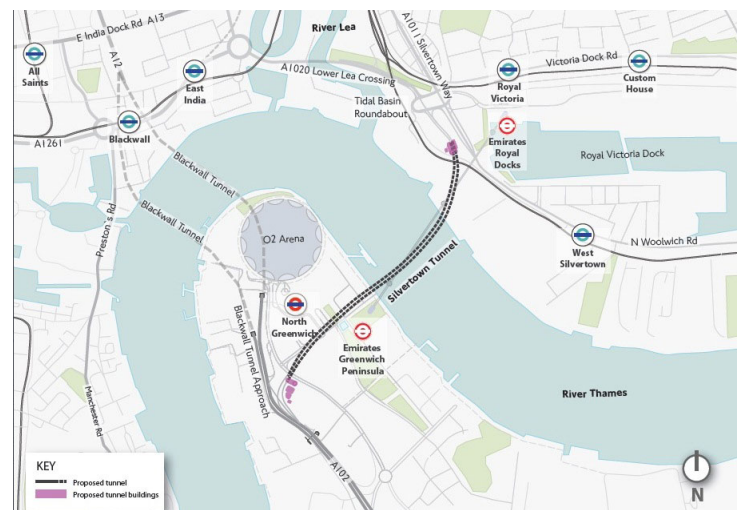 River Lea
E India Dock Rd A13
A12
A1011 Silvertown Way
Victoria Dock Rd
All
Saints
East
India
A1020 Lower Lea Crossing
Royal
Victoria
Custom
House
Tidal Basin
Roundabout
A1261
Blackwall
Emirates
Royal
Docks
Royal Victoria Dock
Blackwall Tunnel
Blackwall Tunnel
Preston's Rd
O2 Arena
West
Silvertown
N Woolwich Rd
Silvertown Tunnel
North
Greenwich
Emirates
Greenwich
Peninsula
Blackwall Tunnel Approach
River Thames
Manchester Rd
A102
KEY
Proposed tunnel
Proposed tunnel buildings
N